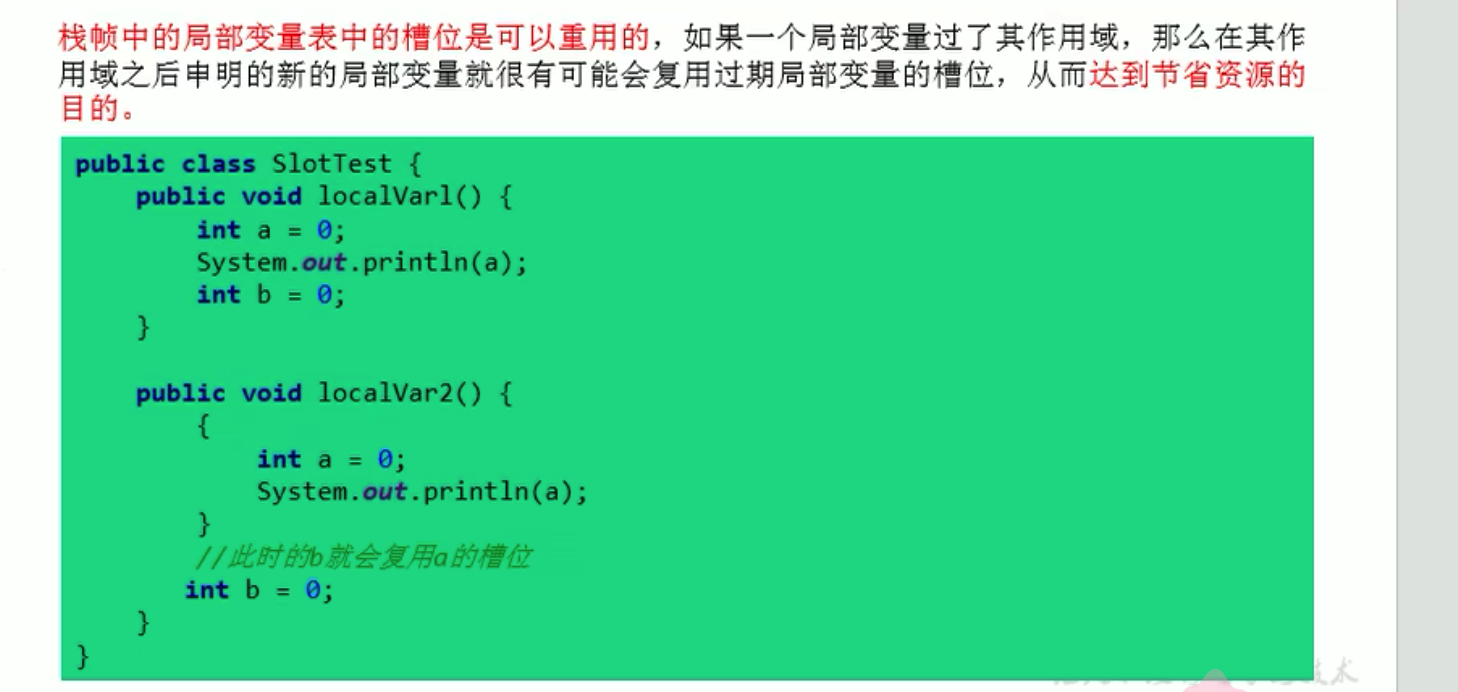 栈帧中的局部变量表中的槽位是可以重用的，如果一个局部变量过了其作
用域，那么在其作用域之后申明的新的局部变量就很有可能会复用过期局部变量的槽位，从而达到节省资源的
目的。
public class SlotTest {
public void localVarl() {
int a = 0;
System.out.println(a);
int b = 0;
}
public void localVar2() {
{
int a = 0;
System.out.println(a);
}
//此时的b就会复用a的槽位
int b = 0;
}
}
技术